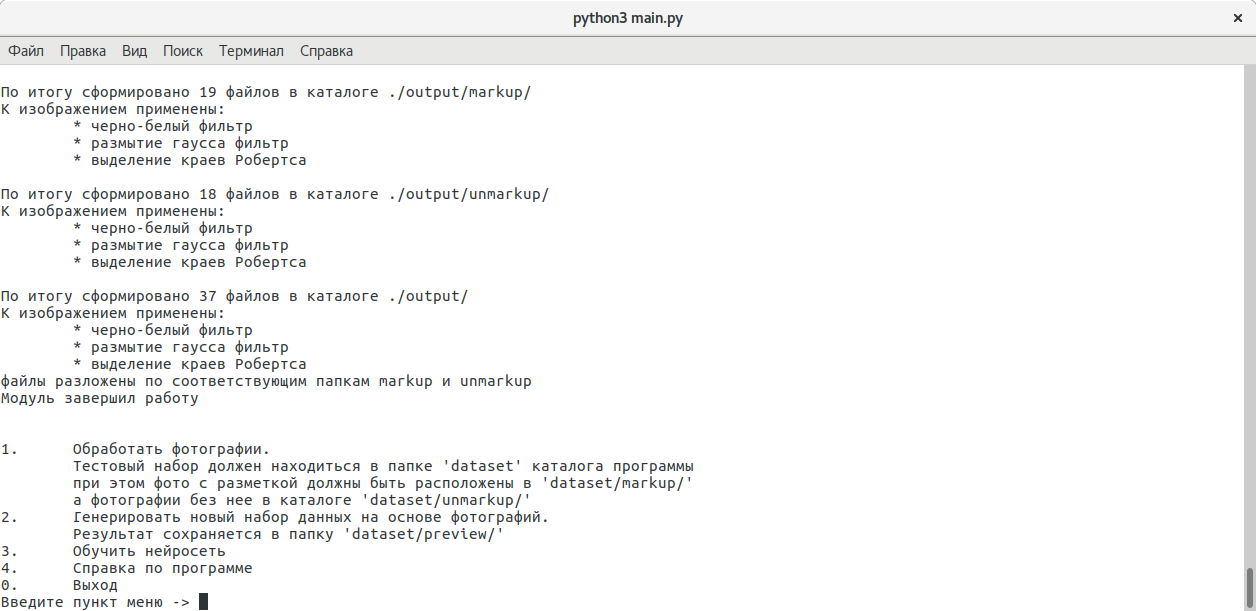 python3 main.py
Файл Правка Вид Поиск Терминал Справка
По итогу сформировано 19 файлов в каталоге ./output/markup/
К изображением применены:
* черно-белый фильтр
* размытие гаусса фильтр
* выделение краев Робертса
По итогу сформировано 18 файлов в каталоге ./output/unmarkup/
К изображением применены:
* черно-белый фильтр
* размытие гаусса фильтр
* выделение краев Робертса
По итогу сформировано 37 файлов в каталоге ./output/
К изображением применены:
* черно-белый фильтр
* размытие гаусса фильтр
* выделение краев Робертса
файлы разложены по соответствующим папкам markup и unmarkup
Модуль завершил работу
1. Обработать фотографии.
Тестовый набор должен находиться в папке 'dataset' каталога программы
при этом фото с разметкой должны быть расположены в 'dataset/markup/'
а фотографии без нее в каталоге 'dataset/unmarkup/'
2. Генерировать новый набор данных на основе фотографий.
Результат сохраняется в папку 'dataset/preview/'
3. Обучить нейросеть
4. Справка по программе
0. Выход
Введите пункт меню ->